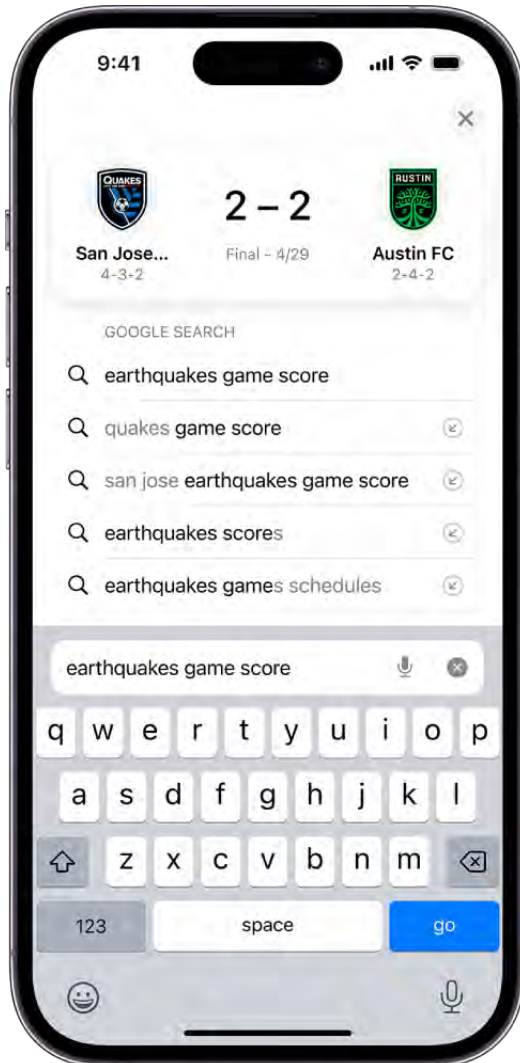 9:41
QUAKES
AUSTIN
2 – 2
San Jose...
Final - 4/29
Austin FC
4-3-2
2-4-2
GOOGLE SEARCH
earthquakes game score
quakes game score
san jose earthquakes game score
earthquakes scores
earthquakes games schedules
earthquakes game score
q w e r t y u i o p
a s d f g h j k l
z x c v b n m
123 space go